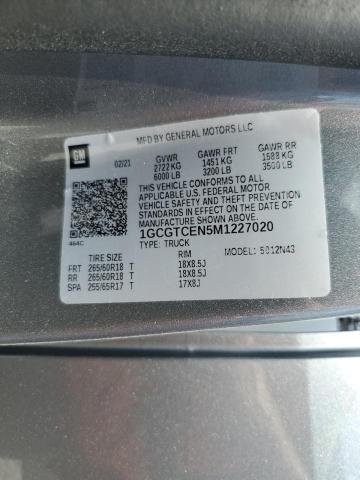 MFD BY GENERAL MOTORS LLC
GM
02/21 GVWR GAWR FRT GAWR RR
2722 KG 1451 KG 1588 KG
6000 LB 3200 LB 3500 LB
THIS VEHICLE CONFORMS TO ALL
APPLICABLE U.S. FEDERAL MOTOR
VEHICLE SAFETY AND THEFT PREVENTION
STANDARDS IN EFFECT ON THE DATE OF
MANUFACTURE SHOWN ABOVE.
464C 1GCGTCEN5M1227020
TYPE: TRUCK MODEL: 5012N43
TIRE SIZE RIM
FRT 265/60R18 T 18X8.5J
RR 265/60R18 T 18X8.5J
SPA 255/65R17 T 17X8J